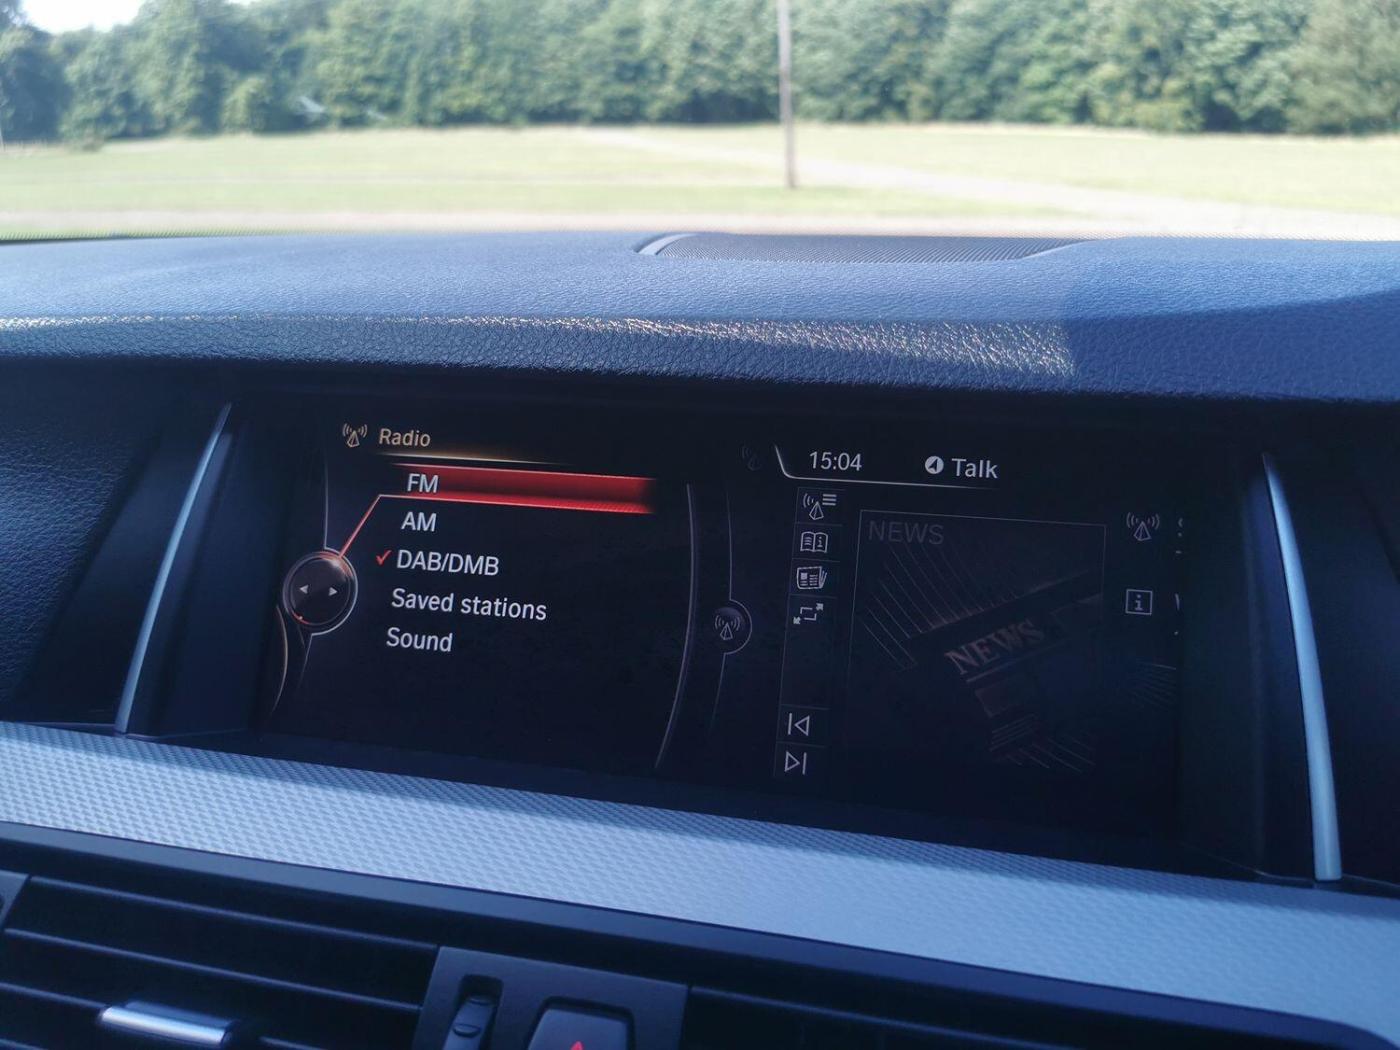 Radio
FM
AM
DAB/DMB
Saved stations
Sound
15:04
Talk
NEWS
NEWS